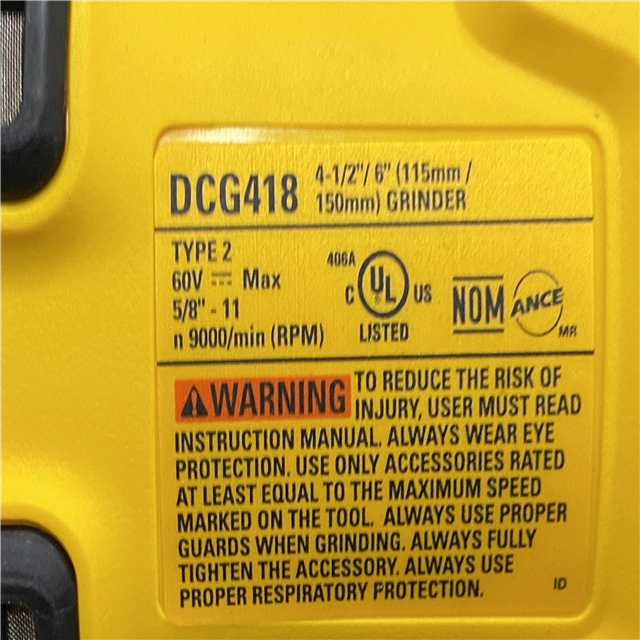 DCG418 4-1/2"/ 6" (115mm /
150mm) GRINDER
TYPE 2
60V ⎓ Max
5/8" - 11
n 9000/min (RPM)
406A
C UL US
LISTED
NOM ANCE
MR
WARNING TO REDUCE THE RISK OF
INJURY, USER MUST READ
INSTRUCTION MANUAL. ALWAYS WEAR EYE
PROTECTION. USE ONLY ACCESSORIES RATED
AT LEAST EQUAL TO THE MAXIMUM SPEED
MARKED ON THE TOOL. ALWAYS USE PROPER
GUARDS WHEN GRINDING. ALWAYS FULLY
TIGHTEN THE ACCESSORY. ALWAYS USE
PROPER RESPIRATORY PROTECTION.
ID